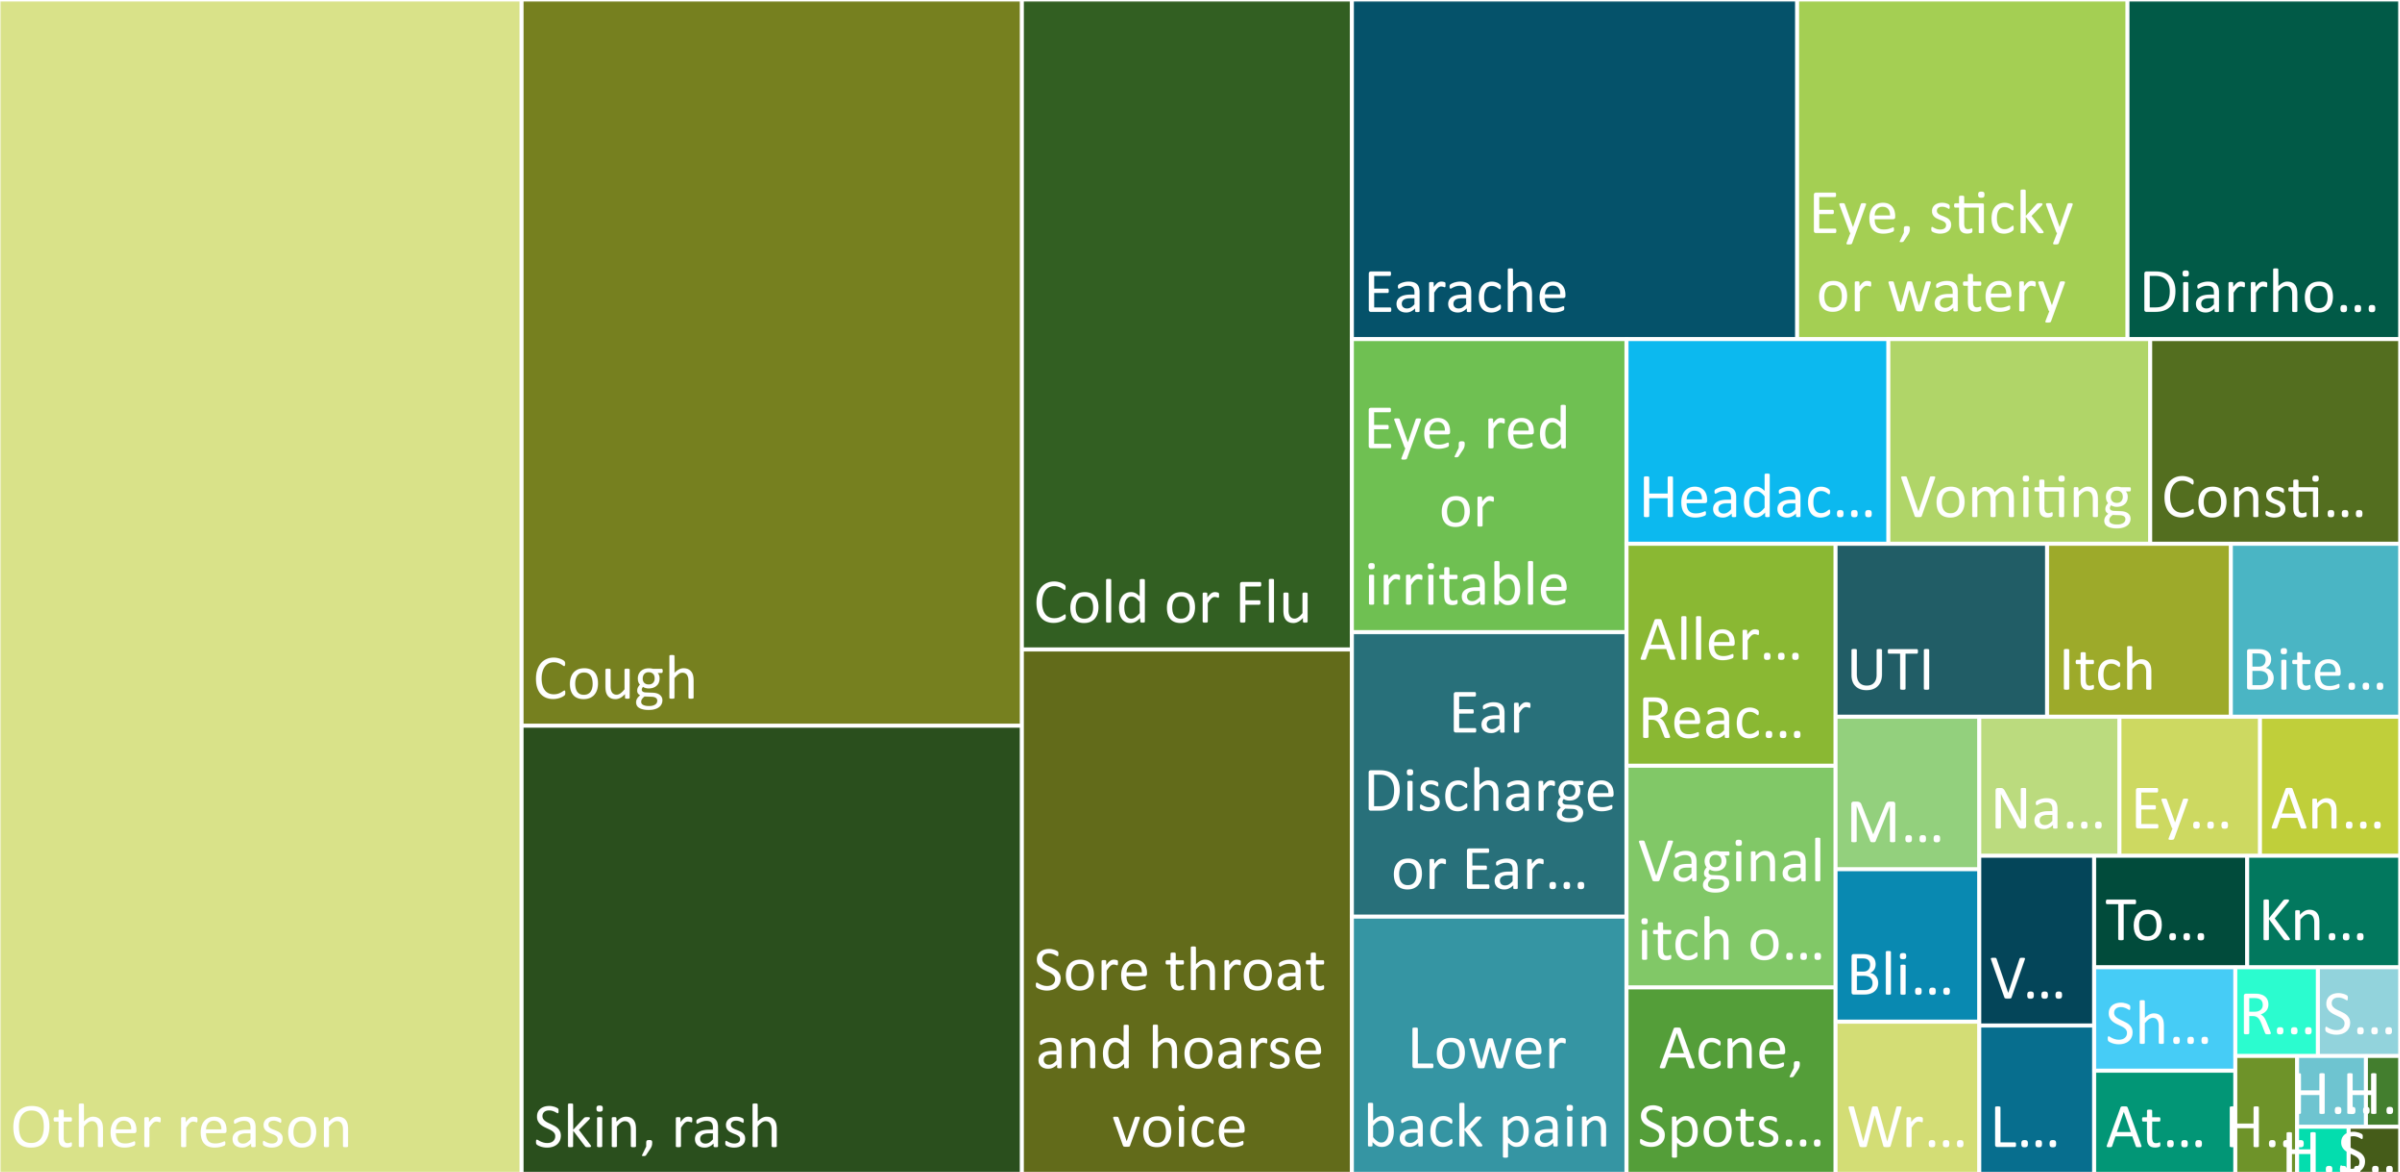 Other reason
Cough
Skin, rash
Cold or Flu
Sore throat
and hoarse
voice
Earache
Eye, sticky
or watery
Diarrho...
Eye, red
or
irritable
Headac...
Vomiting
Consti...
Ear
Discharge
or Ear...
Lower
back pain
Aller...
Reac...
Vaginal
itch o...
Acne,
Spots...
UTI
Itch
Bite...
M...
Na...
Ey...
An...
Bli...
Wr...
V...
L...
To...
Kn...
Sh...
R...
S...
At...
H...
H...
H...
H...
S...